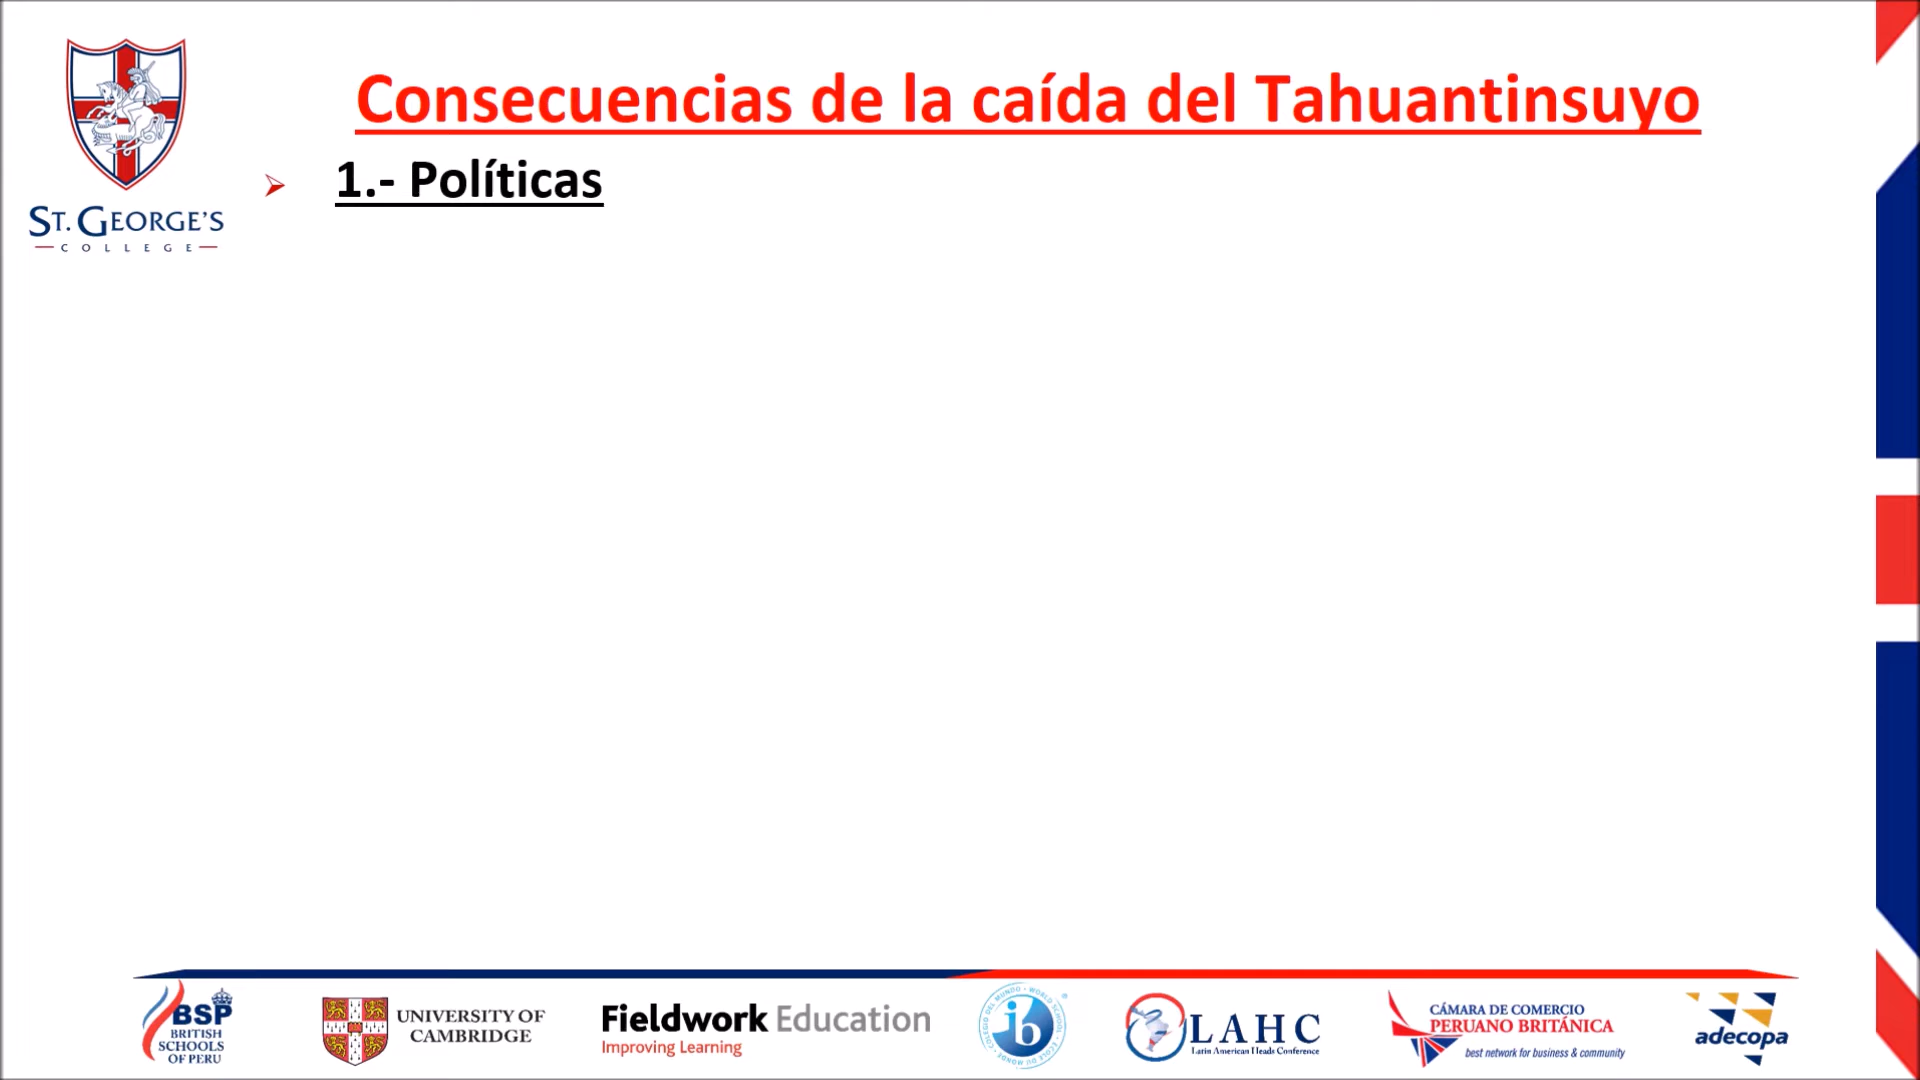 Consecuencias de la caída del Tahuantinsuyo
1.- Políticas
ST. GEORGE'S
COLLEGE
BSP
BRITISH
SCHOOLS
OF PERU
UNIVERSITY OF
CAMBRIDGE
Fieldwork Education
Improving Learning
ib
LAHC
Latin American Heads Conference
CÁMARA DE COMERCIO
PERUANO BRITÁNICA
best network for business & community
adecopa